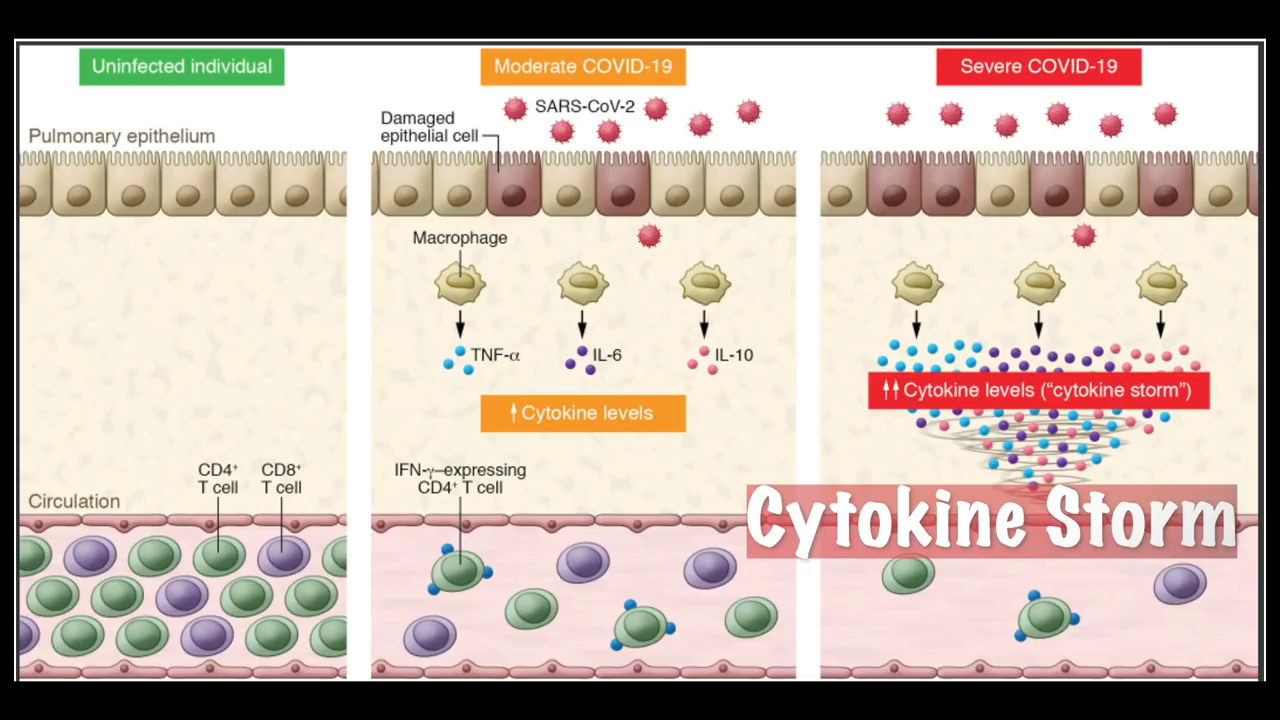 Uninfected individual
Pulmonary epithelium
CD4⁺
T cell
CD8⁺
T cell
Circulation
Moderate COVID-19
SARS-CoV-2
Damaged
epithelial cell
Macrophage
TNF-α
IL-6
IL-10
↑ Cytokine levels
IFN-γ–expressing
CD4⁺ T cell
Severe COVID-19
↑↑ Cytokine levels (“cytokine storm”)
Cytokine Storm